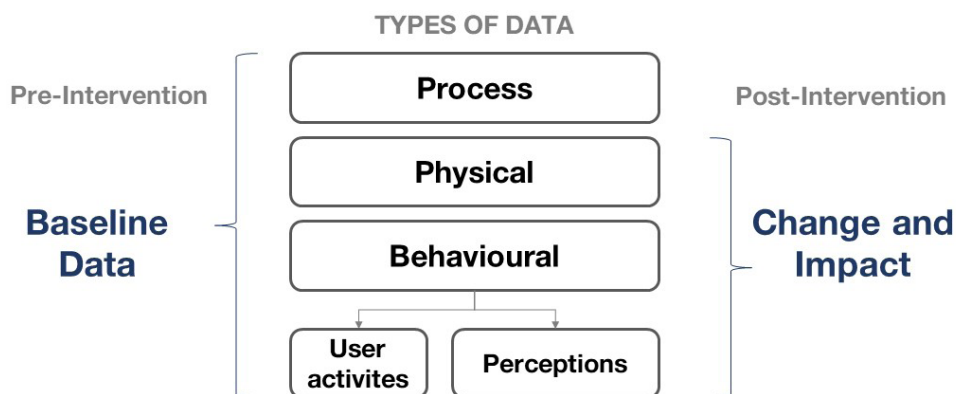 TYPES OF DATA
Pre-Intervention
Process
Post-Intervention
Physical
Baseline
Data
Behavioural
Change and
Impact
User
activites
Perceptions